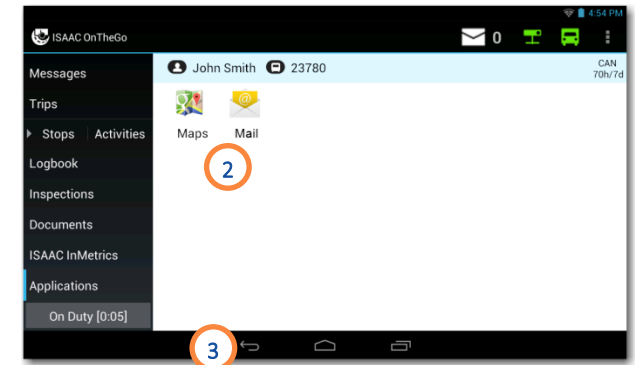 4:54 PM
ISAAC OnTheGo
0
Messages
John Smith 23780
CAN
70h/7d
Trips
Stops Activities
Maps Mail
2
Logbook
Inspections
Documents
ISAAC InMetrics
Applications
On Duty [0:05]
3